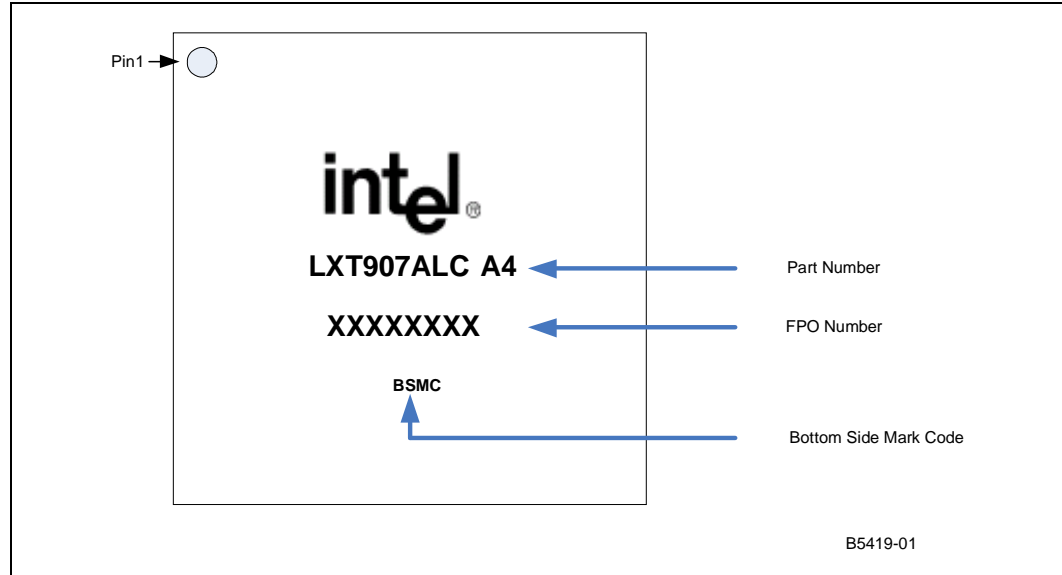 Pin1
intel®
LXT907ALC A4
Part Number
XXXXXXXX
FPO Number
BSMC
Bottom Side Mark Code
B5419-01